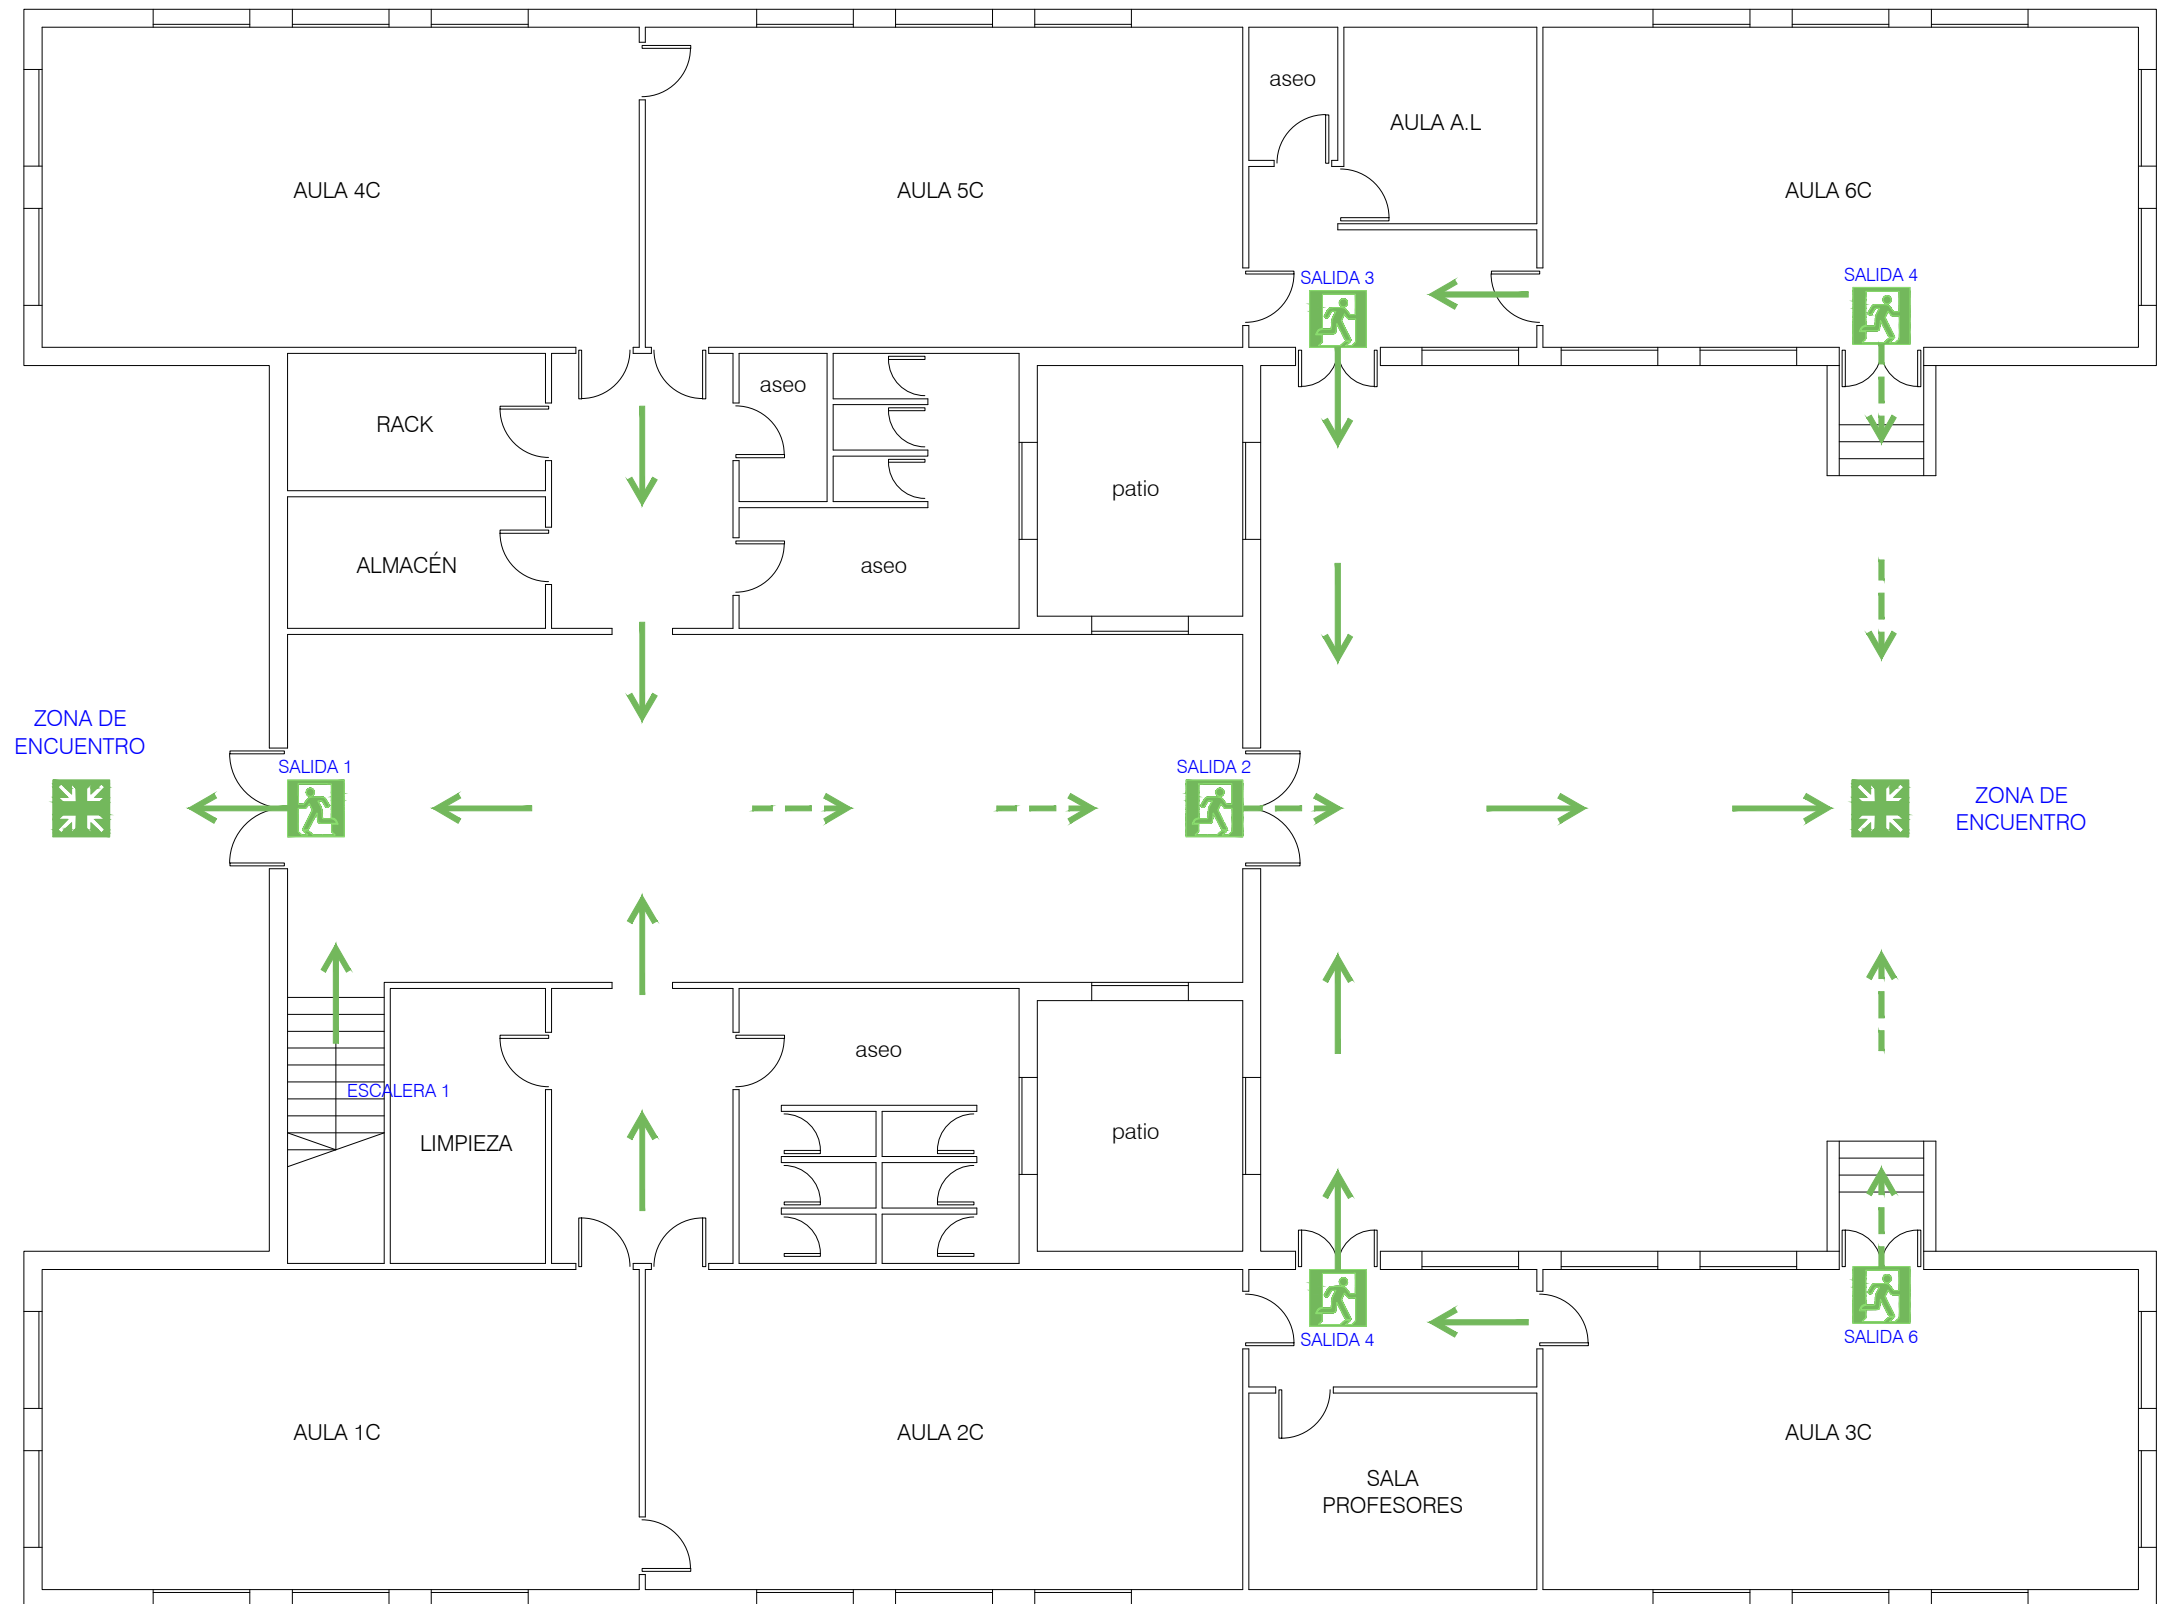 aseo
AULA A.L
AULA 4C
AULA 5C
AULA 6C
SALIDA 3
SALIDA 4
aseo
RACK
patio
ALMACÉN
aseo
ZONA DE
ENCUENTRO
SALIDA 1
SALIDA 2
ZONA DE
ENCUENTRO
aseo
ESCALERA 1
LIMPIEZA
patio
SALIDA 4
SALIDA 6
AULA 1C
AULA 2C
AULA 3C
SALA
PROFESORES